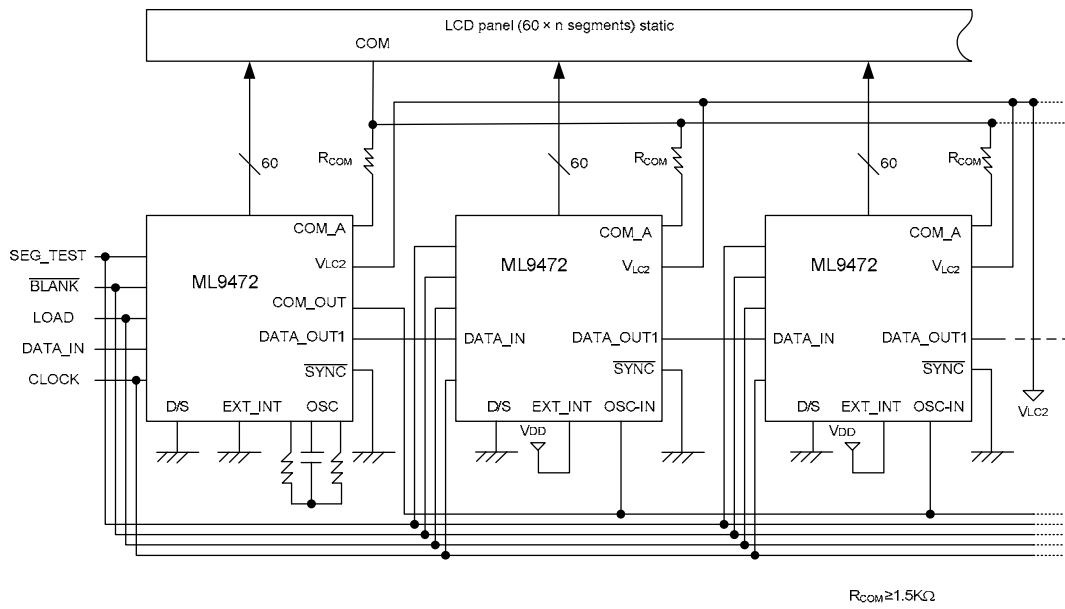 LCD panel (60 × n segments) static
COM
RCOM
60
RCOM
60
RCOM
60
SEG_TEST
BLANK
LOAD
DATA_IN
CLOCK
ML9472
COM_A
VLC2
COM_OUT
DATA_OUT1
SYNC
D/S
EXT_INT
OSC
ML9472
COM_A
VLC2
DATA_IN
DATA_OUT1
SYNC
D/S
EXT_INT
OSC-IN
VDD
ML9472
COM_A
VLC2
DATA_IN
DATA_OUT1
SYNC
D/S
EXT_INT
OSC-IN
VDD
VLC2
RCOM≥1.5KΩ